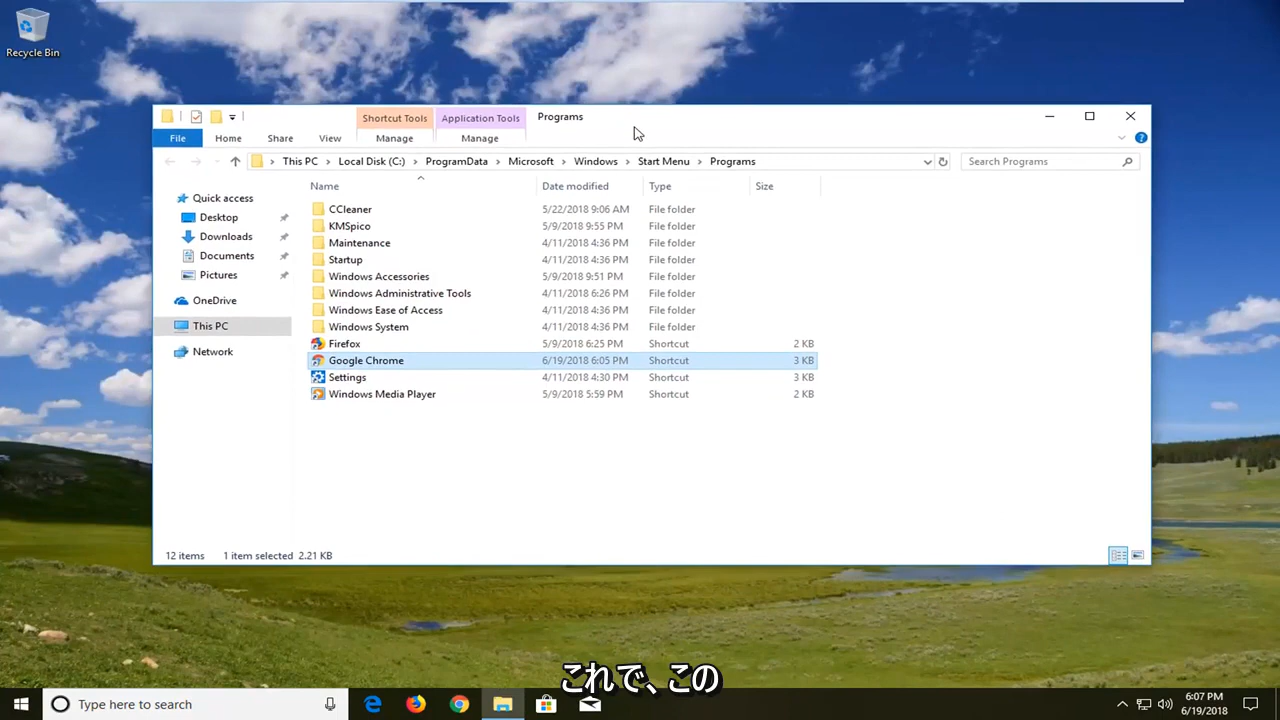 Recycle Bin
Shortcut Tools
Application Tools
Programs
File
Home
Share
View
Manage
Manage
This PC > Local Disk (C:) > ProgramData > Microsoft > Windows > Start Menu > Programs
Search Programs
Name
Date modified
Type
Size
Quick access
Desktop
Downloads
Documents
Pictures
OneDrive
This PC
Network
CCleaner 5/22/2018 9:06 AM File folder
KMSpico 5/9/2018 9:55 PM File folder
Maintenance 4/11/2018 4:36 PM File folder
Startup 4/11/2018 4:36 PM File folder
Windows Accessories 5/9/2018 9:51 PM File folder
Windows Administrative Tools 4/11/2018 6:26 PM File folder
Windows Ease of Access 4/11/2018 4:36 PM File folder
Windows System 4/11/2018 4:36 PM File folder
Firefox 5/9/2018 6:25 PM Shortcut 2 KB
Google Chrome 6/19/2018 6:05 PM Shortcut 3 KB
Settings 4/11/2018 4:30 PM Shortcut 3 KB
Windows Media Player 5/9/2018 5:59 PM Shortcut 2 KB
12 items 1 item selected 2.21 KB
これで、この
Type here to search
6:07 PM
6/19/2018